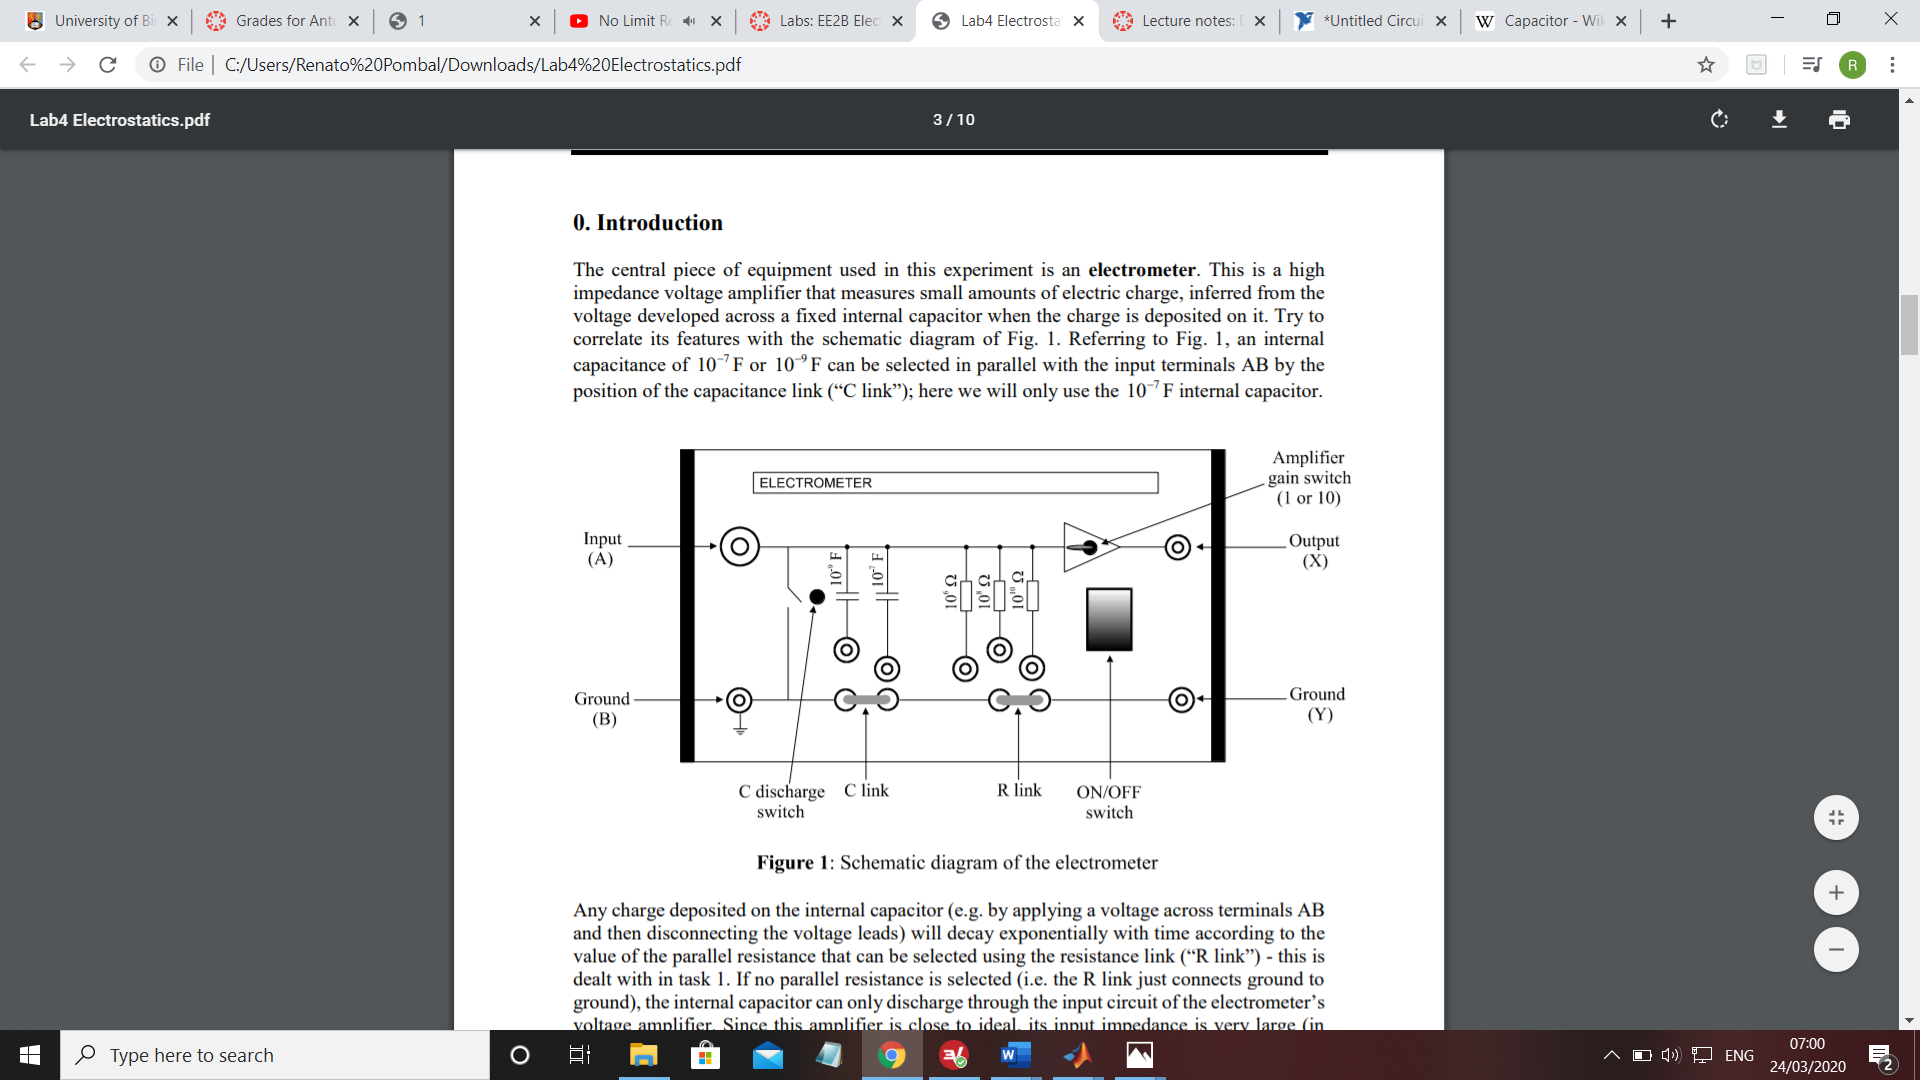 University of Bi
Grades for Anto
1
No Limit Re
Labs: EE2B Elec
Lab4 Electrosta
Lecture notes: E
*Untitled Circui
W Capacitor - Wik
File
C:/Users/Renato%20Pombal/Downloads/Lab4%20Electrostatics.pdf
R
Lab4 Electrostatics.pdf
3 / 10
0. Introduction
The central piece of equipment used in this experiment is an electrometer. This is a high
impedance voltage amplifier that measures small amounts of electric charge, inferred from the
voltage developed across a fixed internal capacitor when the charge is deposited on it. Try to
correlate its features with the schematic diagram of Fig. 1. Referring to Fig. 1, an internal
capacitance of 10⁻⁷ F or 10⁻⁹ F can be selected in parallel with the input terminals AB by the
position of the capacitance link (“C link”); here we will only use the 10⁻⁷ F internal capacitor.
Amplifier
gain switch
(1 or 10)
ELECTROMETER
Input
(A)
10⁻⁹ F
10⁻⁷ F
10⁶ Ω
10⁸ Ω
10¹⁰ Ω
Output
(X)
Ground
(B)
Ground
(Y)
C discharge
switch
C link
R link
ON/OFF
switch
Figure 1: Schematic diagram of the electrometer
Any charge deposited on the internal capacitor (e.g. by applying a voltage across terminals AB
and then disconnecting the voltage leads) will decay exponentially with time according to the
value of the parallel resistance that can be selected using the resistance link (“R link”) - this is
dealt with in task 1. If no parallel resistance is selected (i.e. the R link just connects ground to
ground), the internal capacitor can only discharge through the input circuit of the electrometer’s
voltage amplifier. Since this amplifier is close to ideal, its input impedance is very large (in
Type here to search
W
ENG
07:00
24/03/2020
2